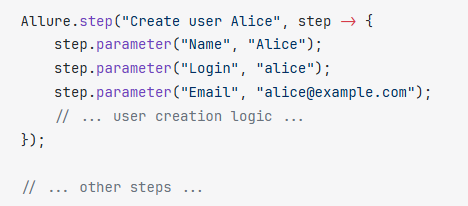 Allure.step("Create user Alice", step -> {
    step.parameter("Name", "Alice");
    step.parameter("Login", "alice");
    step.parameter("Email", "alice@example.com");
    // ... user creation logic ...
});

// ... other steps ...